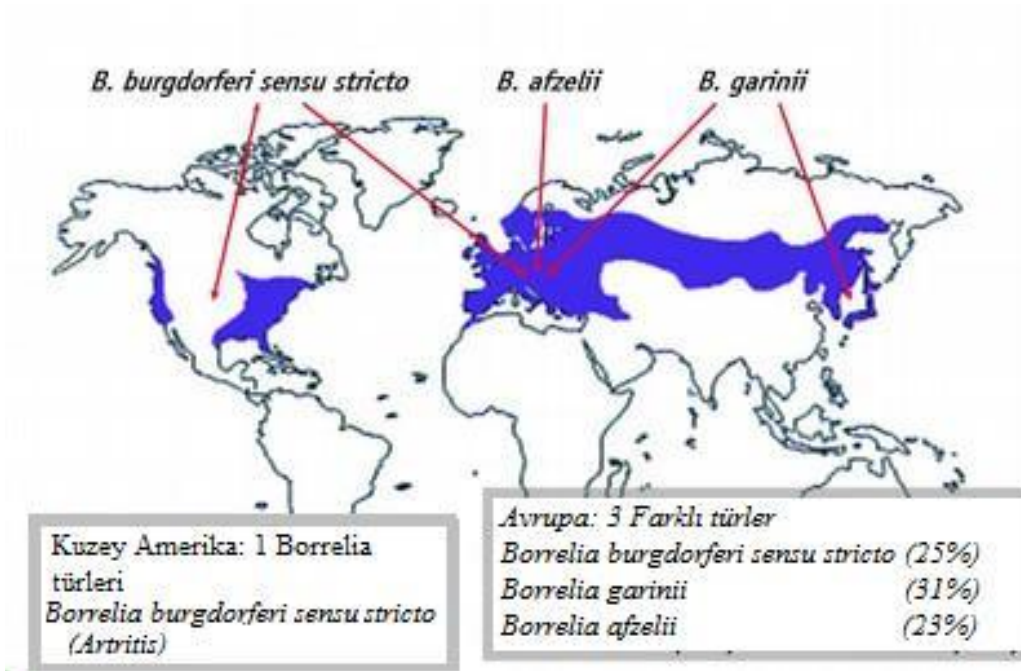 B. burgdorferi sensu stricto B. afzelii B. garinii
Kuzey Amerika: 1 Borrelia
türleri
Borrelia burgdorferi sensu stricto
(Artritis)
Avrupa: 3 Farklı türler
Borrelia burgdorferi sensu stricto (25%)
Borrelia garinii (31%)
Borrelia afzelii (23%)